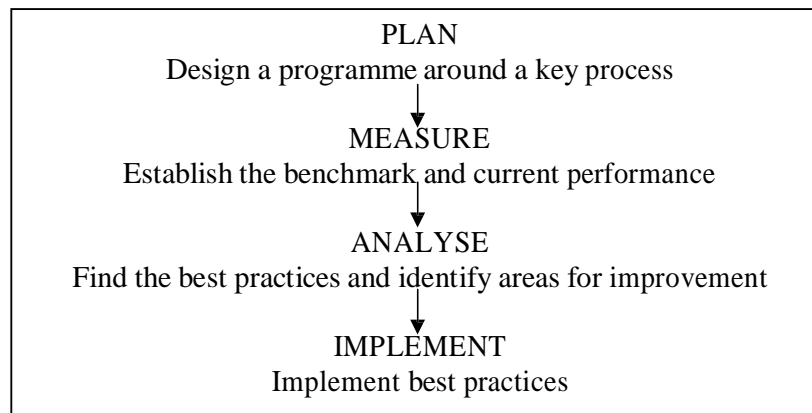 PLAN
Design a programme around a key process
MEASURE
Establish the benchmark and current performance
ANALYSE
Find the best practices and identify areas for improvement
IMPLEMENT
Implement best practices